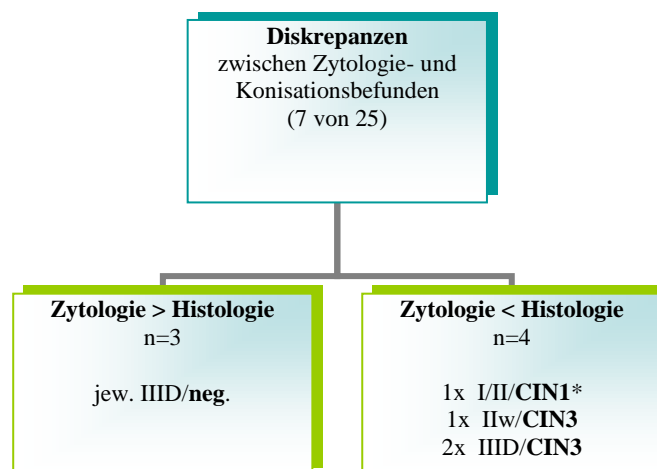 Diskrepanzen
zwischen Zytologie- und
Konisationsbefunden
(7 von 25)
Zytologie > Histologie
n=3
jew. IIID/neg.
Zytologie < Histologie
n=4
1x I/II/CIN1*
1x IIw/CIN3
2x IIID/CIN3